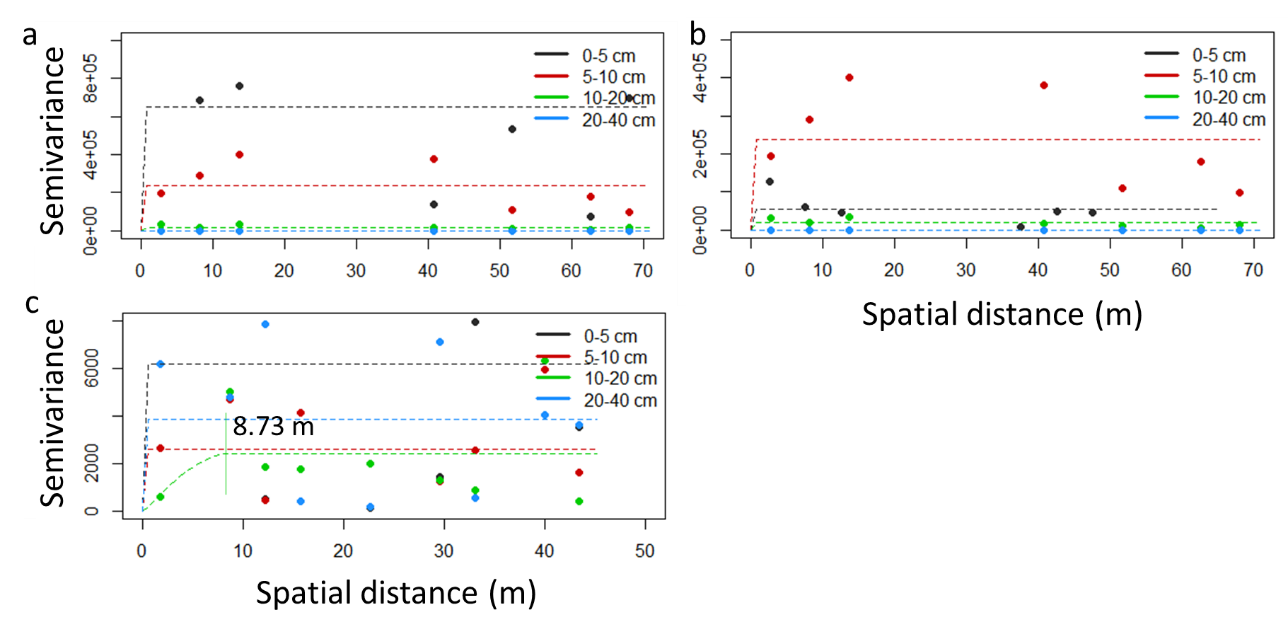 a
Semivariance
0e+00
4e+05
8e+05
0-5 cm
5-10 cm
10-20 cm
20-40 cm
0 10 20 30 40 50 60 70
b
0e+00
2e+05
4e+05
0-5 cm
5-10 cm
10-20 cm
20-40 cm
0 10 20 30 40 50 60 70
Spatial distance (m)
c
Semivariance
0
2000
6000
0-5 cm
5-10 cm
10-20 cm
20-40 cm
8.73 m
0 10 20 30 40 50
Spatial distance (m)